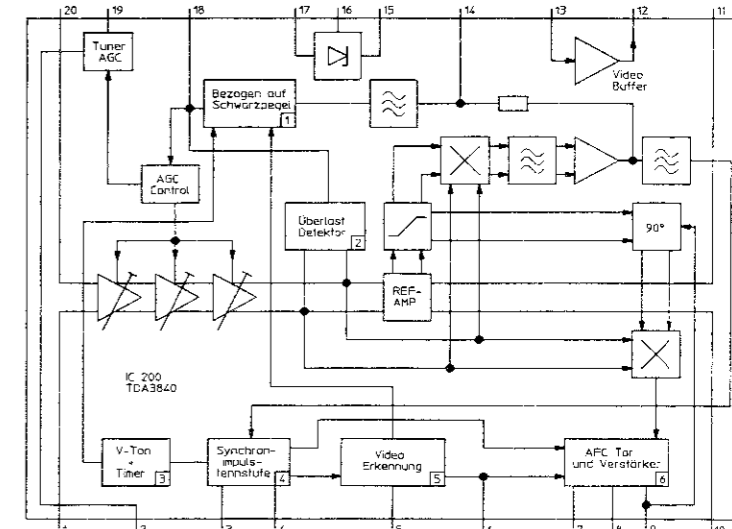 20 19 18 17 16 15 14 13 12 11
Tuner
AGC
Video
Buffer
Bezogen auf
Schwarzpegel
1
AGC
Control
Überlast
Detektor
2
90°
REF-
AMP
IC 200
TDA3840
V-Ton
+
Timer
3
Synchron-
impuls-
tennstufe
4
Video
Erkennung
5
AFC Tor
und Verstärker
6
1 2 3 4 5 6 7 8 9 10